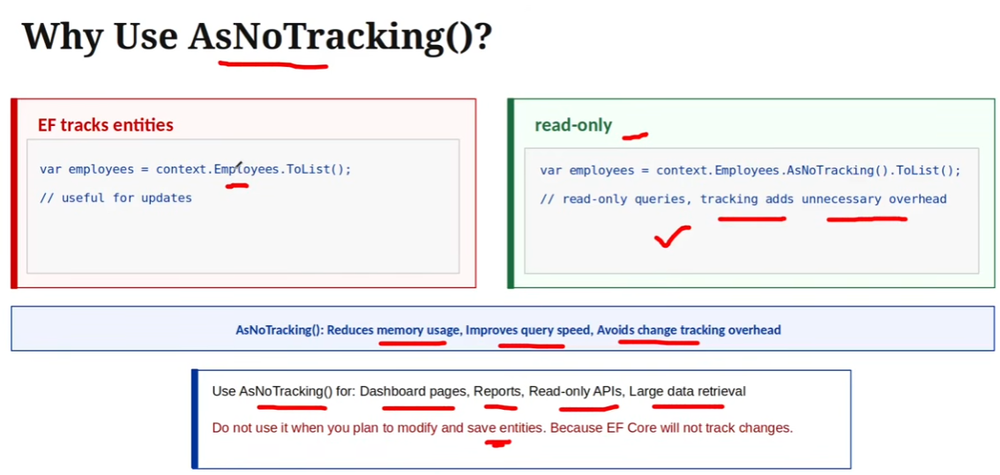 Why Use AsNoTracking()?
EF tracks entities
var employees = context.Employees.ToList();
// useful for updates
read-only
var employees = context.Employees.AsNoTracking().ToList();
// read-only queries, tracking adds unnecessary overhead
AsNoTracking(): Reduces memory usage, Improves query speed, Avoids change tracking overhead
Use AsNoTracking() for: Dashboard pages, Reports, Read-only APIs, Large data retrieval
Do not use it when you plan to modify and save entities. Because EF Core will not track changes.